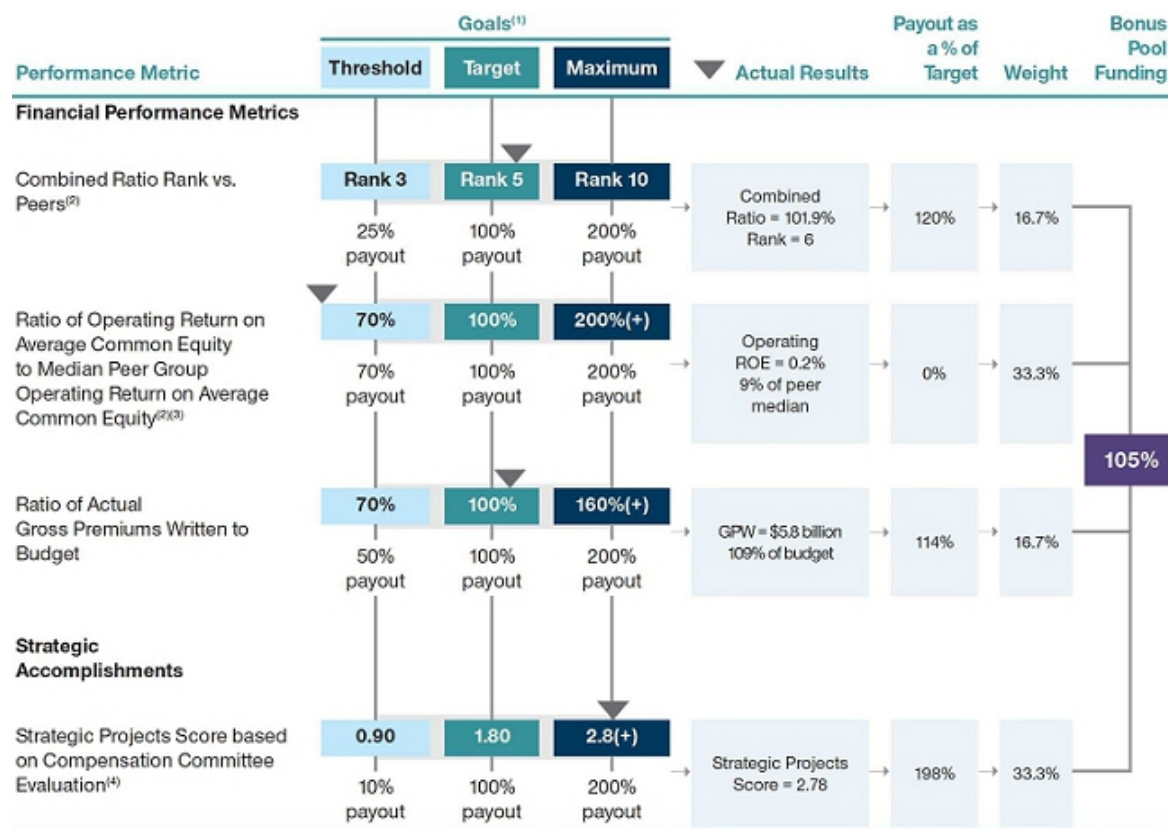 Goals(1)
Performance Metric
Threshold
Target
Maximum
Actual Results
Payout as
a % of
Target
Weight
Bonus
Pool
Funding
Financial Performance Metrics
Combined Ratio Rank vs.
Peers(2)
Rank 3
Rank 5
Rank 10
25%
payout
100%
payout
200%
payout
Combined
Ratio = 101.9%
Rank = 6
120%
16.7%
Ratio of Operating Return on
Average Common Equity
to Median Peer Group
Operating Return on Average
Common Equity(2)(3)
70%
100%
200%(+)
70%
payout
100%
payout
200%
payout
Operating
ROE = 0.2%
9% of peer
median
0%
33.3%
105%
Ratio of Actual
Gross Premiums Written to
Budget
70%
100%
160%(+)
50%
payout
100%
payout
200%
payout
GPW = $5.8 billion
109% of budget
114%
16.7%
Strategic
Accomplishments
Strategic Projects Score based
on Compensation Committee
Evaluation(4)
0.90
1.80
2.8(+)
10%
payout
100%
payout
200%
payout
Strategic Projects
Score = 2.78
198%
33.3%